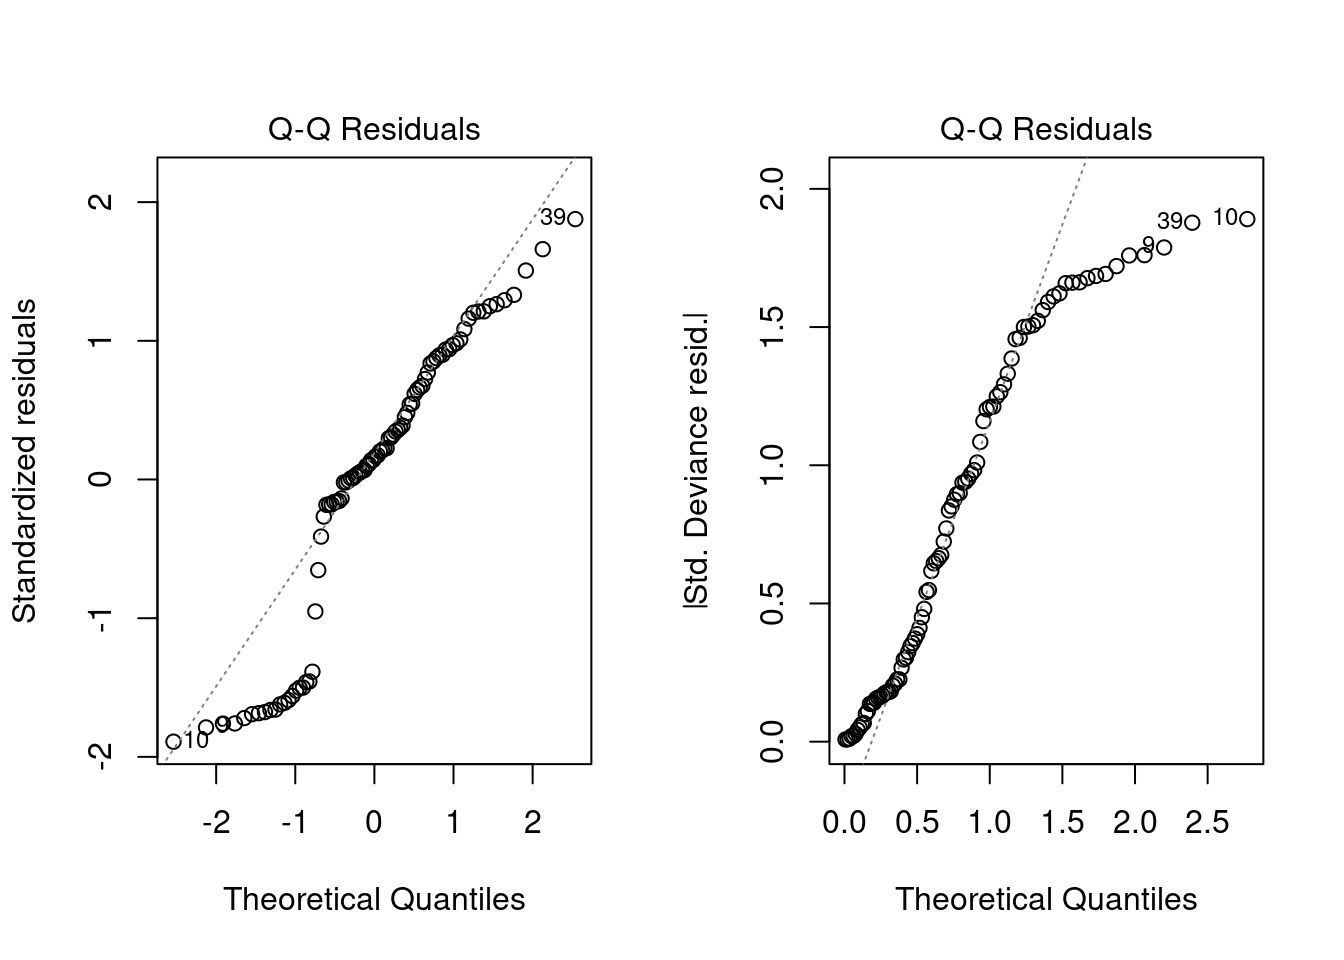 Q-Q Residuals
Standardized residuals
2
1
0
-1
-2
39
10
9
-2 -1 0 1 2
Theoretical Quantiles
Q-Q Residuals
|Std. Deviance resid.|
2.0
1.5
1.0
0.5
0.0
39 10
9
0.0 0.5 1.0 1.5 2.0 2.5
Theoretical Quantiles